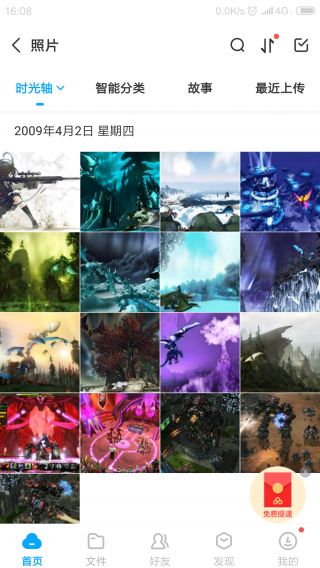 16:08
0.0K/s 4G
照片
时光轴 智能分类 故事 最近上传
2009年4月2日 星期四
免费提速
首页 文件 好友 发现 我的